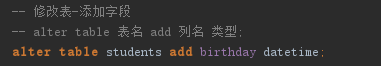 -- 修改表-添加字段
-- alter table 表名 add 列名 类型;
alter table students add birthday datetime;